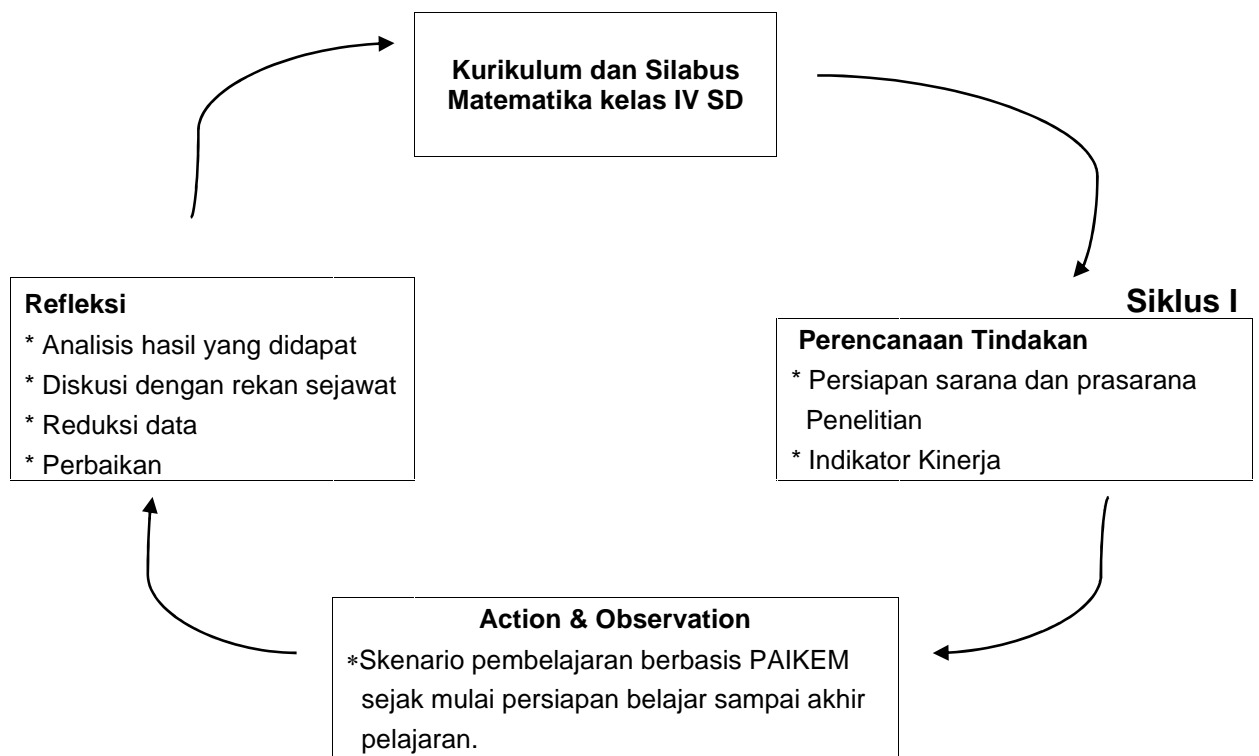 Kurikulum dan Silabus
Matematika kelas IV SD
Siklus I
Perencanaan Tindakan
* Persiapan sarana dan prasarana
Penelitian
* Indikator Kinerja
Action & Observation
*Skenario pembelajaran berbasis PAIKEM
sejak mulai persiapan belajar sampai akhir
pelajaran.
Refleksi
* Analisis hasil yang didapat
* Diskusi dengan rekan sejawat
* Reduksi data
* Perbaikan